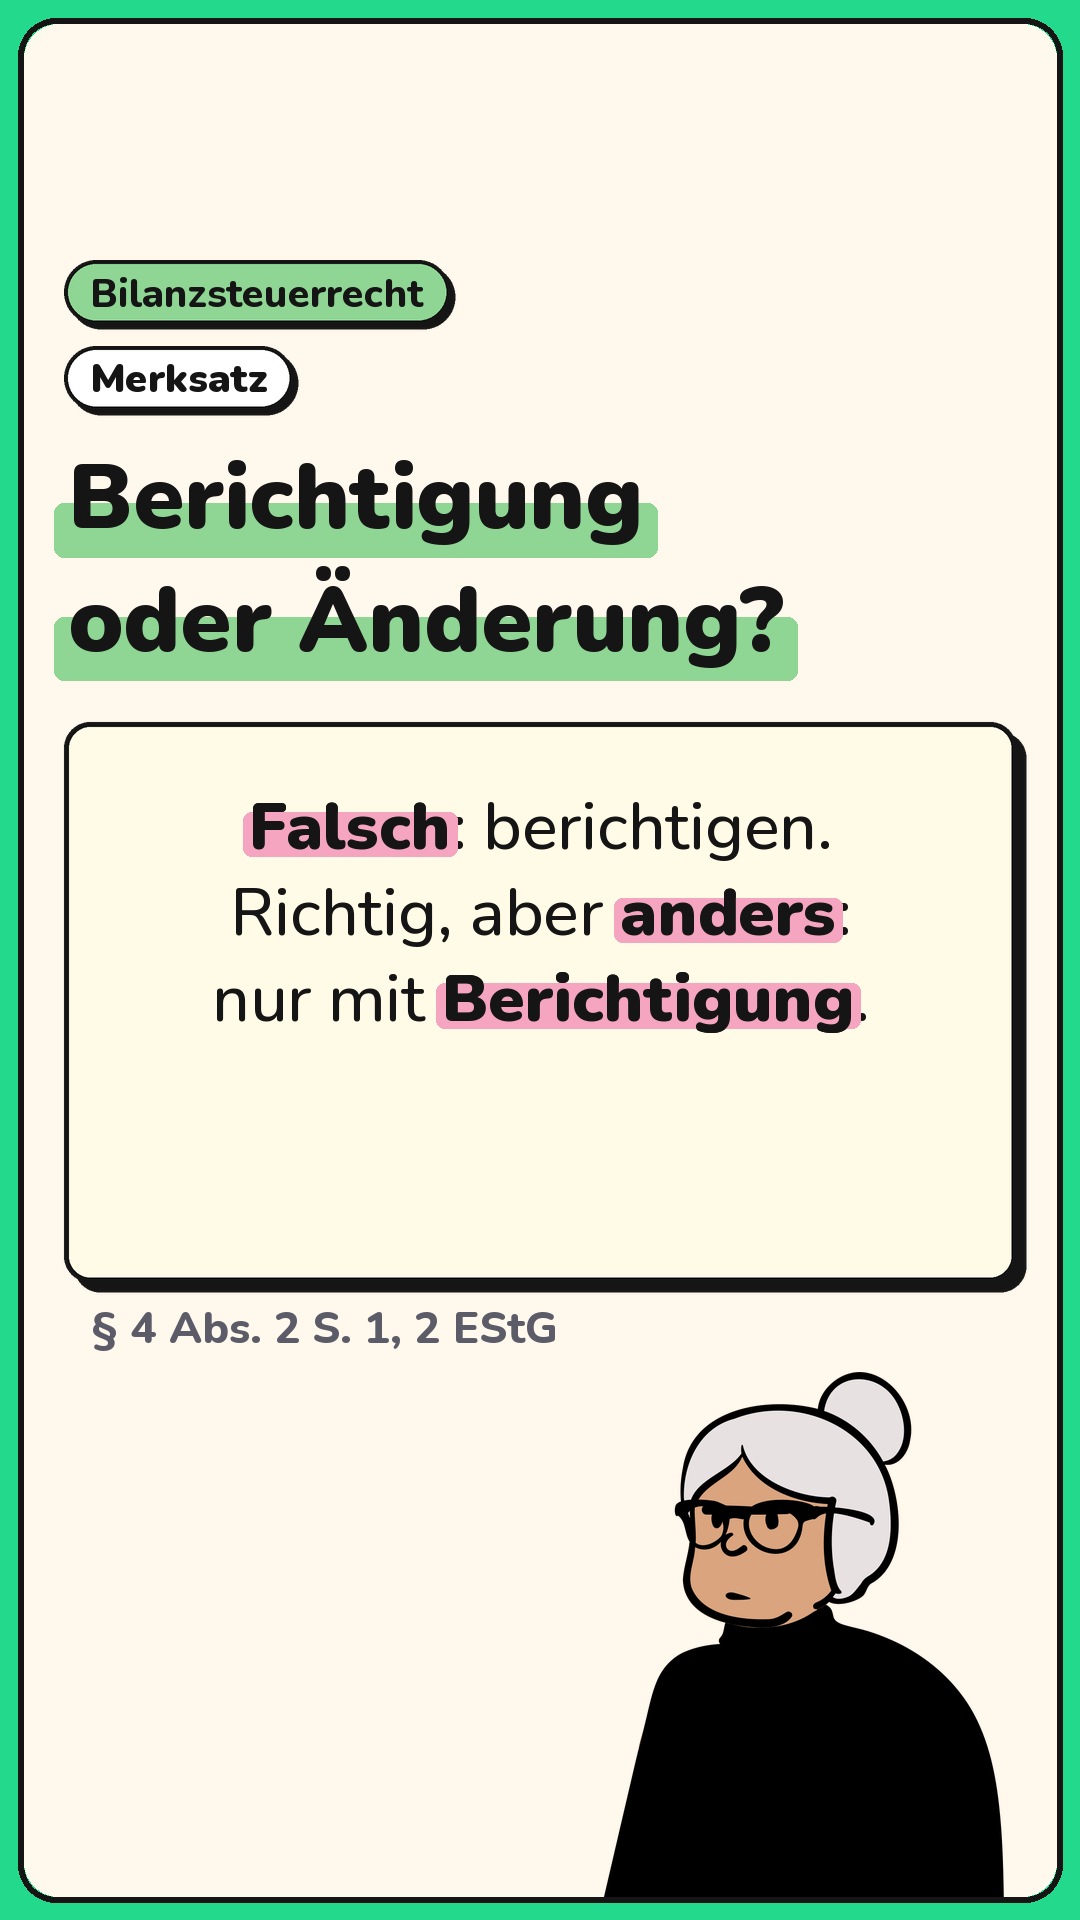 Bilanzsteuerrecht
Merksatz
Berichtigung
oder Änderung?
Falsch: berichtigen.
Richtig, aber anders:
nur mit Berichtigung.
§ 4 Abs. 2 S. 1, 2 EStG